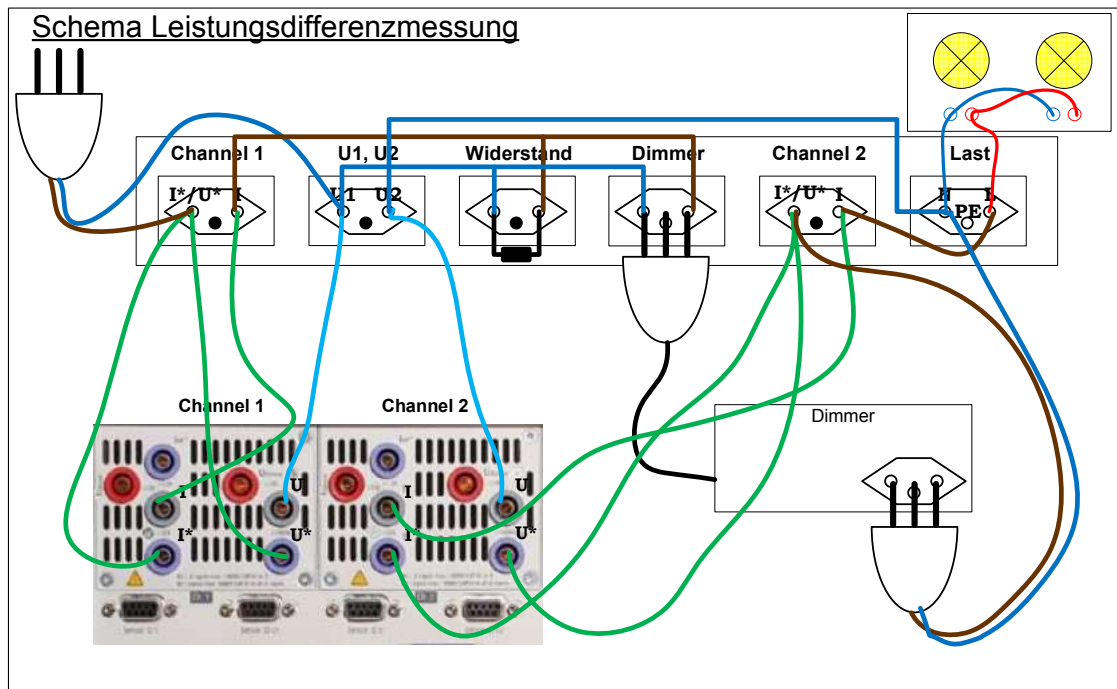 Schema Leistungsdifferenzmessung
Channel 1 U1, U2 Widerstand Dimmer Channel 2 Last
I*/U* I U1 U2 I*/U* I N PE L
Channel 1 Channel 2
Dimmer
I U I U
I* U* I* U*